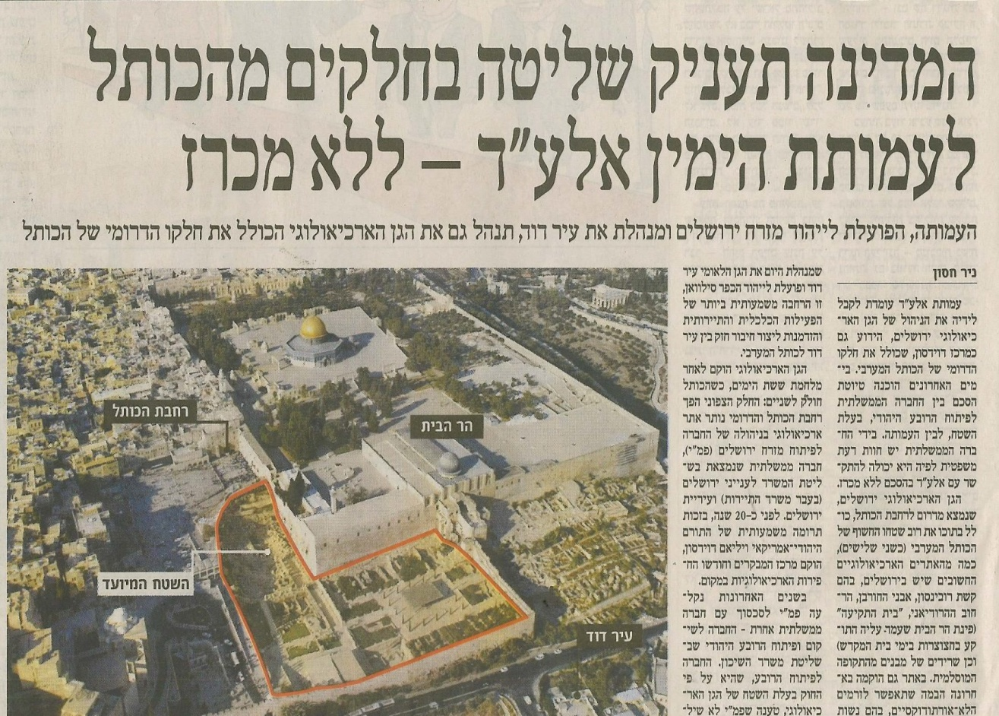 המדינה תעניק שליטה בחלקים מהכותל
לעמותת הימין אלע"ד – ללא מכרז
העמותה, הפועלת לייהוד מזרח ירושלים ומנהלת את עיר דוד, תנהל גם את הגן הארכיאולוגי הכולל את חלקו הדרומי של הכותל
ניר חסון
עמותת אלע"ד עומדת לקבל
לידיה את הניהול של הגן האר־
כיאולוגי ירושלים, הידוע גם
כמרכז דוידסון, שכולל את חלקו
הדרומי של הכותל המערבי. בי־
מים האחרונים הוכנה טיוטת
הסכם בין החברה הממשלתית
לפיתוח הרובע היהודי, בעלת
השטח, לבין העמותה. בידי הח־
ברה הממשלתית יש חוות דעת
משפטית לפיה היא יכולה להתק־
שר עם אלע"ד בהסכם ללא מכרז.
הגן הארכיאולוגי ירושלים,
שנמצא מדרום לרחבת הכותל, כו־
לל בתוכו את רוב שטחו החשוף של
הכותל המערבי (כשני שלישים),
כמה מהאתרים הארכיאולוגיים
החשובים שיש בירושלים, בהם
קשת רובינסון, אבני החורבן, הר־
חוב ההרודיאני, "בית התקיעה"
(פינת הר הבית שעמד עליה התו־
קע בחצוצרות בימי בית המקדש)
וכן שרידים של מבנים מהתקופה
המוסלמית. באתר גם הוקמה בא־
חרונה הבמה שתאפשר לזרמים
הלא־אורתודוקסיים, בהם נשות
שמנהלת היום את הגן הלאומי עיר
דוד ופועלת לייהוד הכפר סילוואן,
זו הרחבה משמעותית ביותר של
הפעילות הכלכלית והתיירותית
והזדמנות ליצור חיבור חזק בין עיר
דוד לכותל המערבי.
הגן הארכיאולוגי הוקם לאחר
מלחמת ששת הימים, כשהכותל
חולק לשניים: החלק הצפוני הפך
רחבת הכותל והדרומי נותר אתר
ארכיאולוגי בניהולה של החברה
לפיתוח מזרח ירושלים (פמ"י),
חברה ממשלתית שנמצאת בש־
ליטת המשרד לענייני ירושלים
(בעבר משרד התיירות) ועיריית
ירושלים. לפני כ–20 שנה, בזכות
תרומה משמעותית של התורם
היהודי־אמריקאי ויליאם דוידסון,
הוקם מרכז המבקרים וחודשו הח־
פירות הארכיאולוגיות במקום.
בשנים האחרונות נקל־
עה פמ"י לסכסוך עם חברה
ממשלתית אחרת - החברה לשי־
קום ופיתוח הרובע היהודי שב־
שליטת משרד השיכון. החברה
לפיתוח הרובע, שהיא על פי
החוק בעלת השטח של הגן האר־
כיאולוגי, טענה שפמ"י לא שיל־
רחבת הכותל
הר הבית
השטח המיועד
עיר דוד